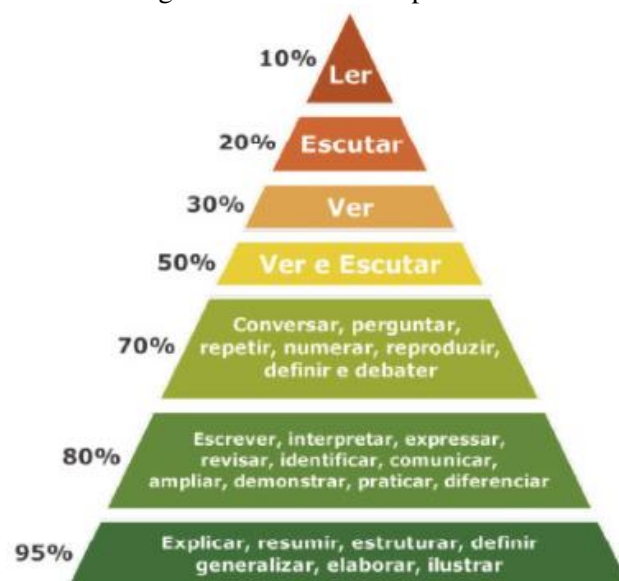 10%
Ler
20%
Escutar
30%
Ver
50%
Ver e Escutar
70%
Conversar, perguntar,
repetir, numerar, reproduzir,
definir e debater
80%
Escrever, interpretar, expressar,
revisar, identificar, comunicar,
ampliar, demonstrar, praticar, diferenciar
95%
Explicar, resumir, estruturar, definir
generalizar, elaborar, ilustrar